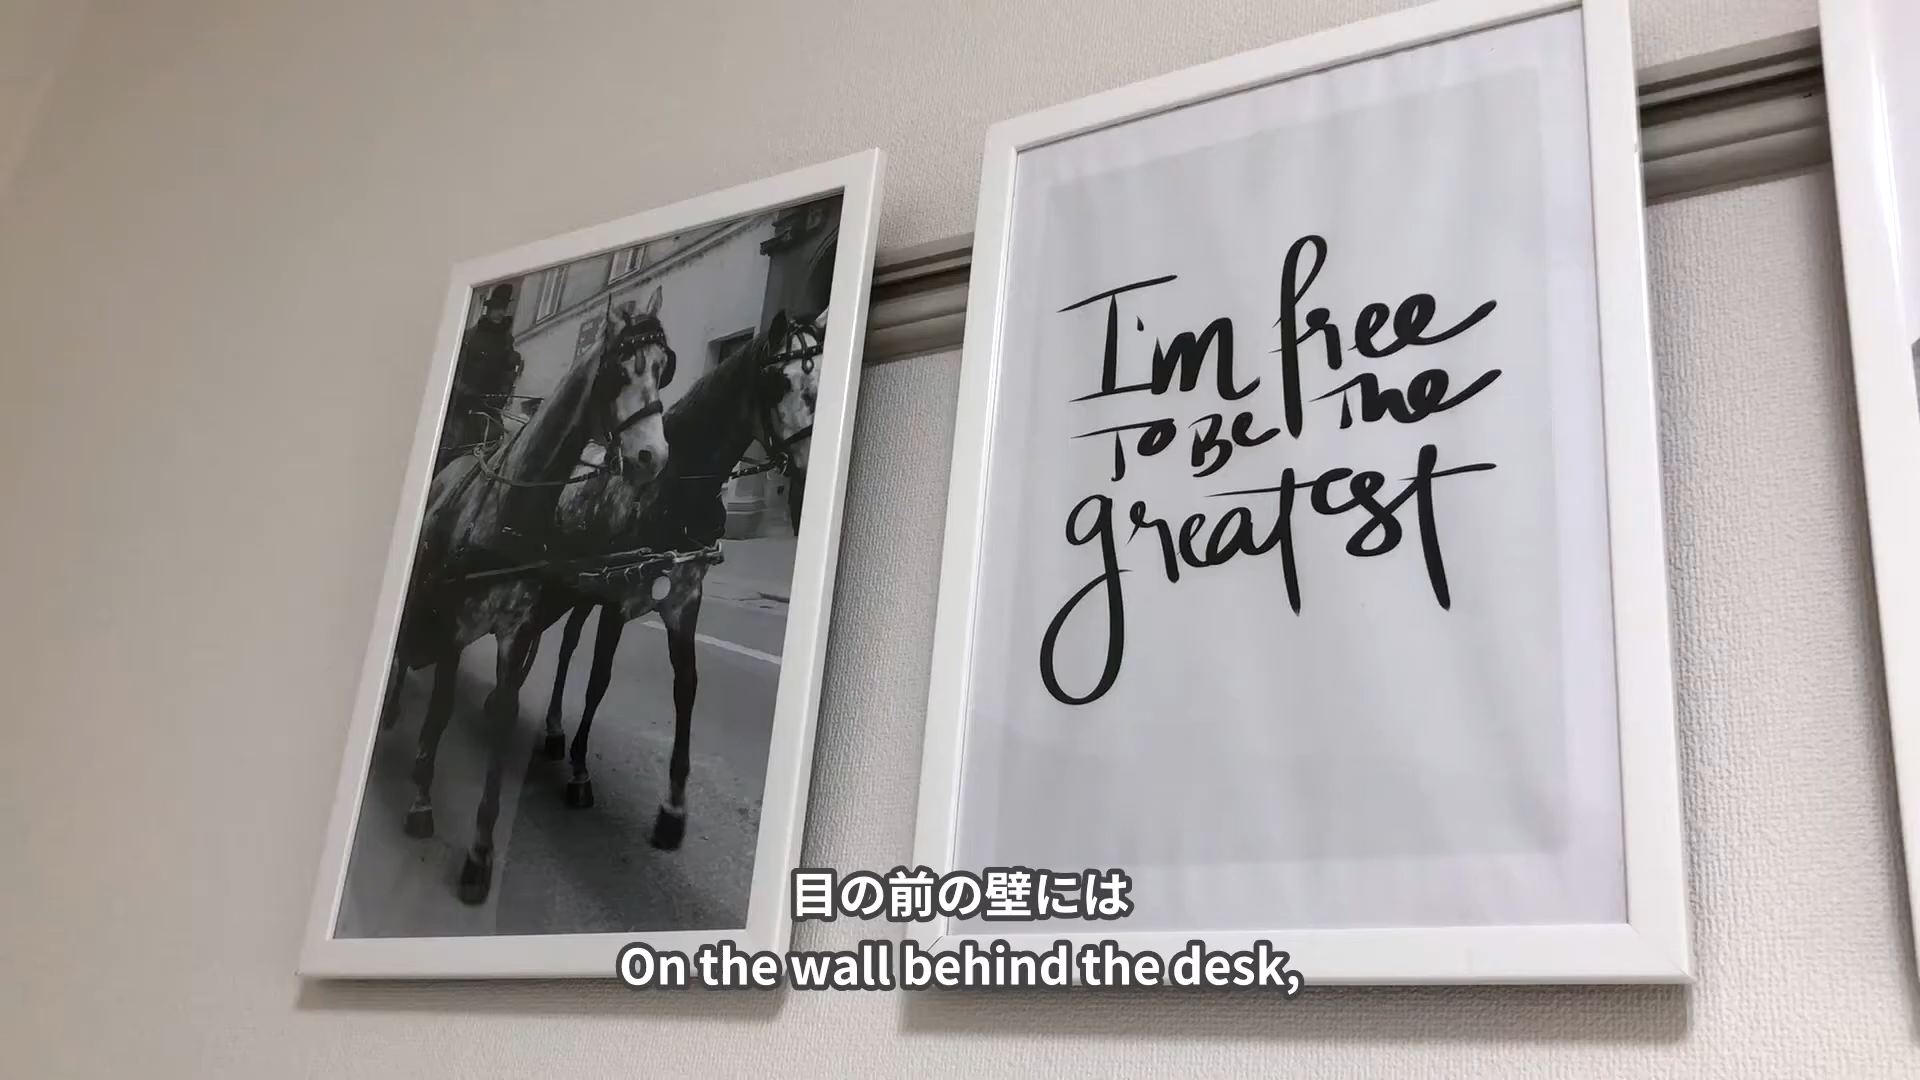 I'm free
TO BE The
greatest
目の前の壁には
On the wall behind the desk,